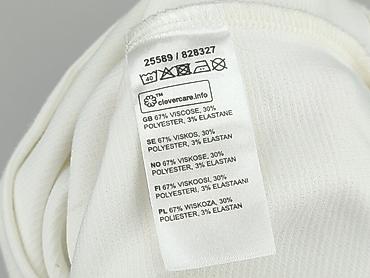 25589 / 828327
40
TM
clevercare.info
GB 67% VISCOSE, 30%
POLYESTER, 3% ELASTANE
SE 67% VISKOS, 30%
POLYESTER, 3% ELASTAN
NO 67% VISKOSE, 30%
POLYESTER, 3% ELASTAN
FI 67% VISKOOSI, 30%
POLYESTERI, 3% ELASTAANI
PL 67% WISKOZA, 30%
POLIESTER, 3% ELASTAN